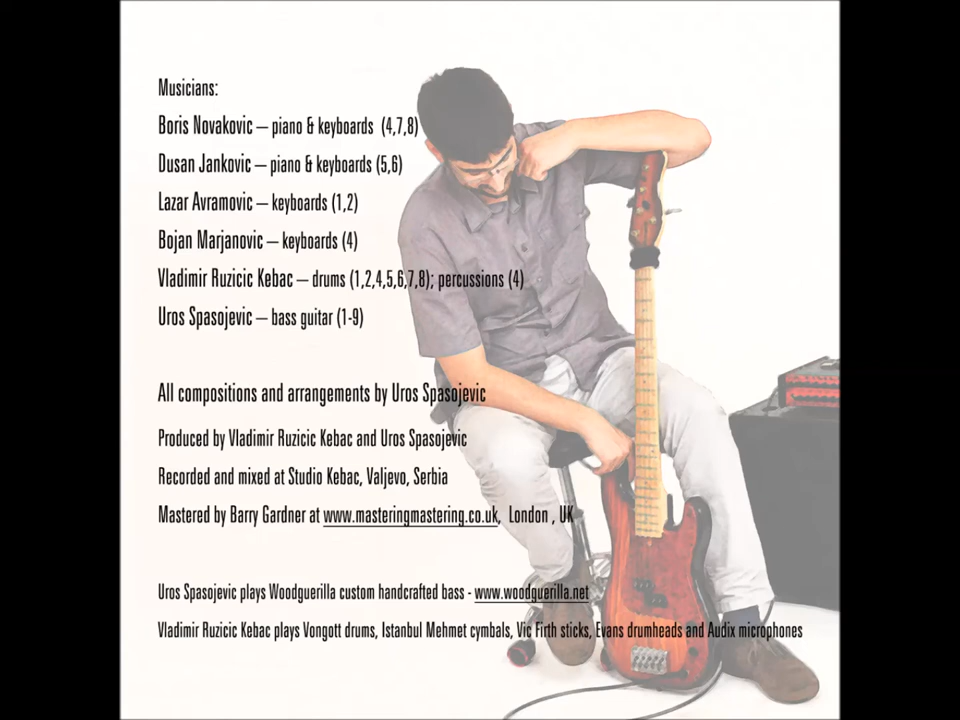 Musicians:
Boris Novakovic – piano & keyboards (4,7,8)
Dusan Jankovic – piano & keyboards (5,6)
Lazar Avramovic – keyboards (1,2)
Bojan Marjanovic – keyboards (4)
Vladimir Ruzicic Kebac – drums (1,2,4,5,6,7,8); percussions (4)
Uros Spasojevic – bass guitar (1-9)
All compositions and arrangements by Uros Spasojevic
Produced by Vladimir Ruzicic Kebac and Uros Spasojevic
Recorded and mixed at Studio Kebac, Valjevo, Serbia
Mastered by Barry Gardner at www.masteringmastering.co.uk, London , UK
Uros Spasojevic plays Woodguerilla custom handcrafted bass - www.woodguerilla.net
Vladimir Ruzicic Kebac plays Vongott drums, Istanbul Mehmet cymbals, Vic Firth sticks, Evans drumheads and Audix microphones